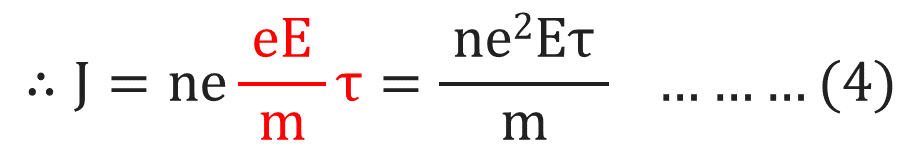 ∴ J = ne eE/m τ = ne²Eτ/m … … … (4)